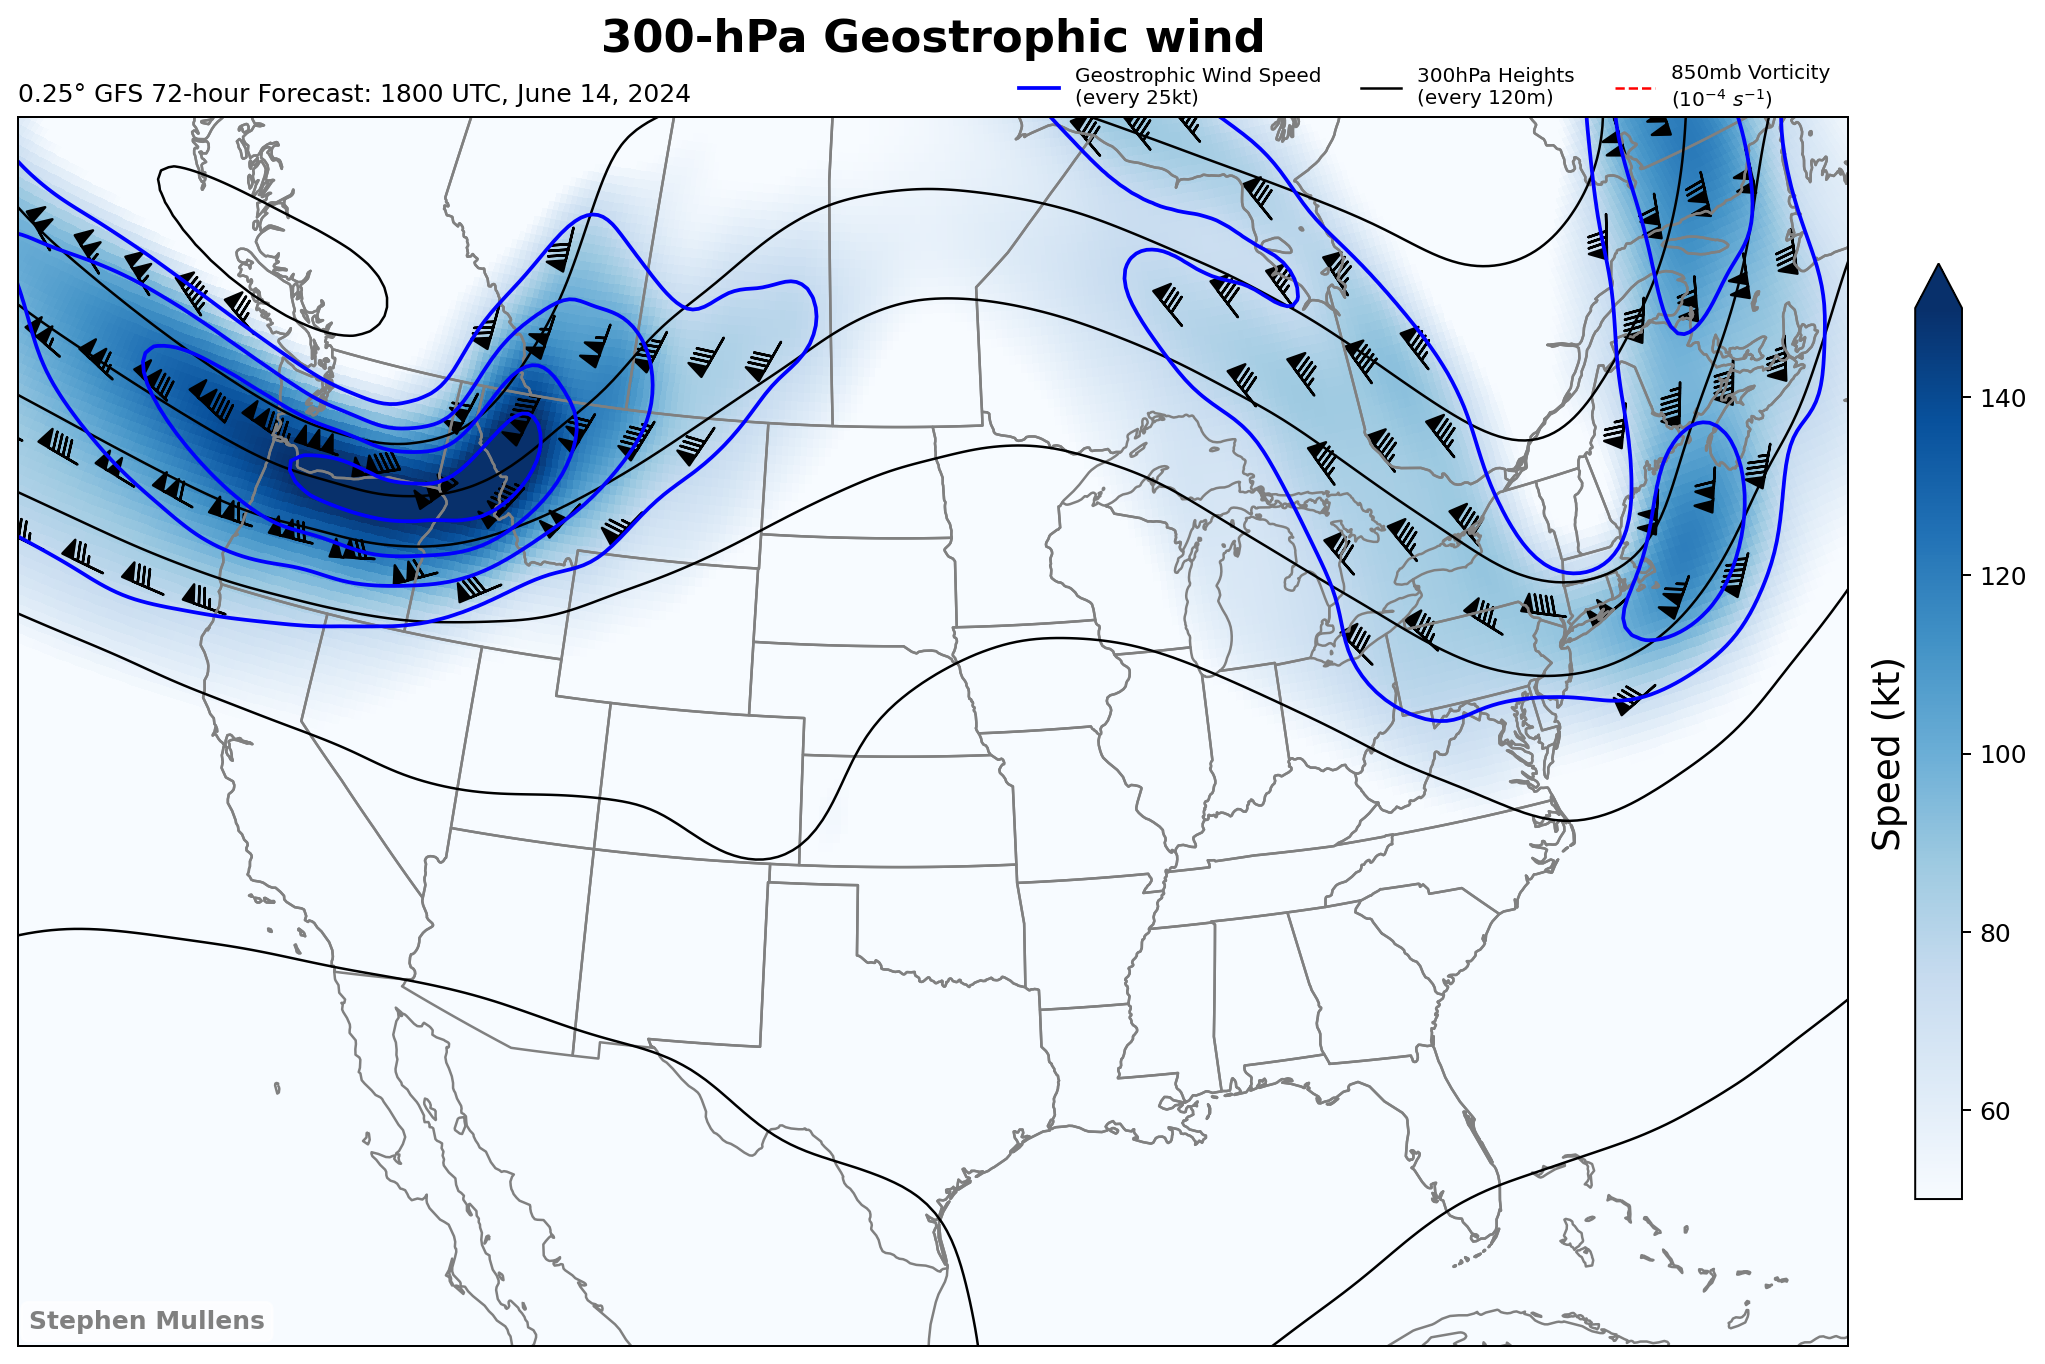 300-hPa Geostrophic wind
0.25° GFS 72-hour Forecast: 1800 UTC, June 14, 2024
Geostrophic Wind Speed
(every 25kt)
300hPa Heights
(every 120m)
850mb Vorticity
(10⁻⁴ s⁻¹)
140
120
100
80
60
Speed (kt)
Stephen Mullens